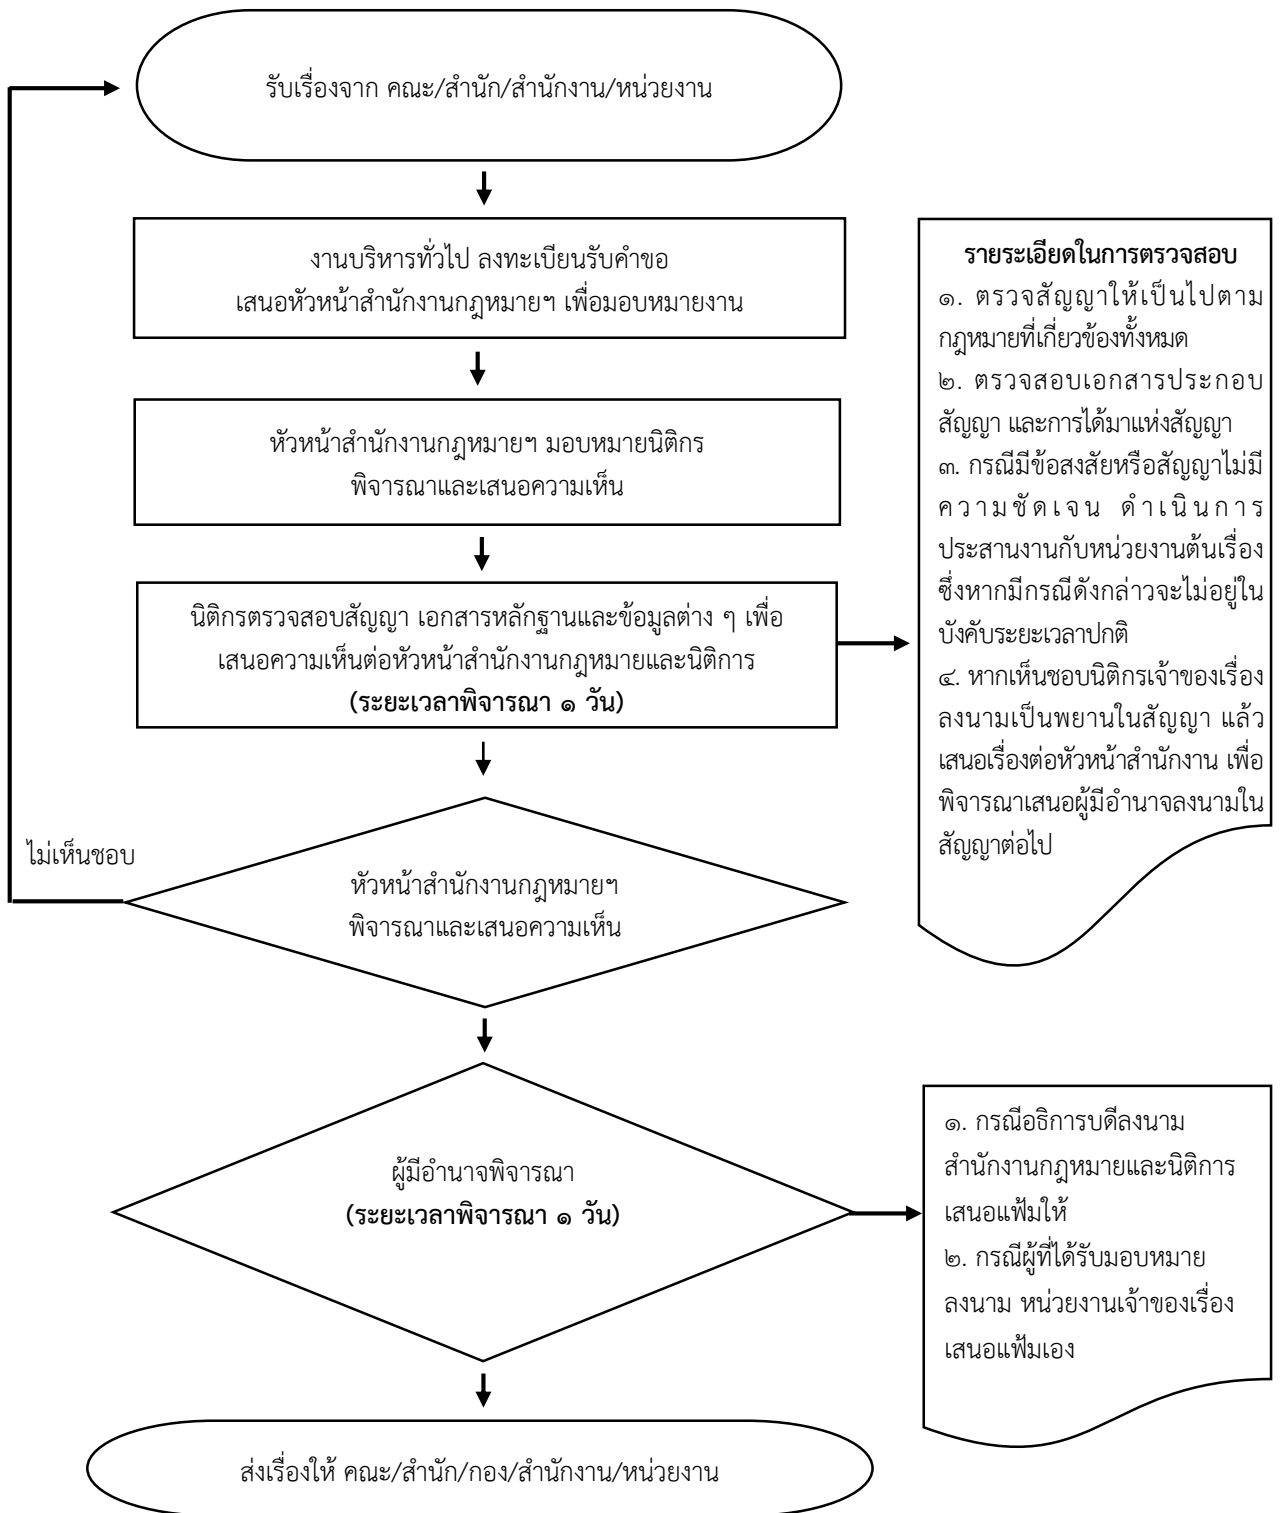 รับเรื่องจาก คณะ/สำนัก/สำนักงาน/หน่วยงาน
งานบริหารทั่วไป ลงทะเบียนรับคำขอ
เสนอหัวหน้าสำนักงานกฎหมายฯ เพื่อมอบหมายงาน
หัวหน้าสำนักงานกฎหมายฯ มอบหมายนิติกร
พิจารณาและเสนอความเห็น
นิติกรตรวจสอบสัญญา เอกสารหลักฐานและข้อมูลต่าง ๆ เพื่อ
เสนอความเห็นต่อหัวหน้าสำนักงานกฎหมายและนิติการ
(ระยะเวลาพิจารณา ๑ วัน)
รายระเอียดในการตรวจสอบ
๑. ตรวจสัญญาให้เป็นไปตาม
กฎหมายที่เกี่ยวข้องทั้งหมด
๒. ตรวจสอบเอกสารประกอบ
สัญญา และการได้มาแห่งสัญญา
๓. กรณีมีข้อสงสัยหรือสัญญาไม่มี
ความชัดเจน ดำเนินการ
ประสานงานกับหน่วยงานต้นเรื่อง
ซึ่งหากมีกรณีดังกล่าวจะไม่อยู่ใน
บังคับระยะเวลาปกติ
๔. หากเห็นชอบนิติกรเจ้าของเรื่อง
ลงนามเป็นพยานในสัญญา แล้ว
เสนอเรื่องต่อหัวหน้าสำนักงาน เพื่อ
พิจารณาเสนอผู้มีอำนาจลงนามใน
สัญญาต่อไป
ไม่เห็นชอบ
หัวหน้าสำนักงานกฎหมายฯ
พิจารณาและเสนอความเห็น
ผู้มีอำนาจพิจารณา
(ระยะเวลาพิจารณา ๑ วัน)
๑. กรณีอธิการบดีลงนาม
สำนักงานกฎหมายและนิติการ
เสนอแฟ้มให้
๒. กรณีผู้ที่ได้รับมอบหมาย
ลงนาม หน่วยงานเจ้าของเรื่อง
เสนอแฟ้มเอง
ส่งเรื่องให้ คณะ/สำนัก/กอง/สำนักงาน/หน่วยงาน